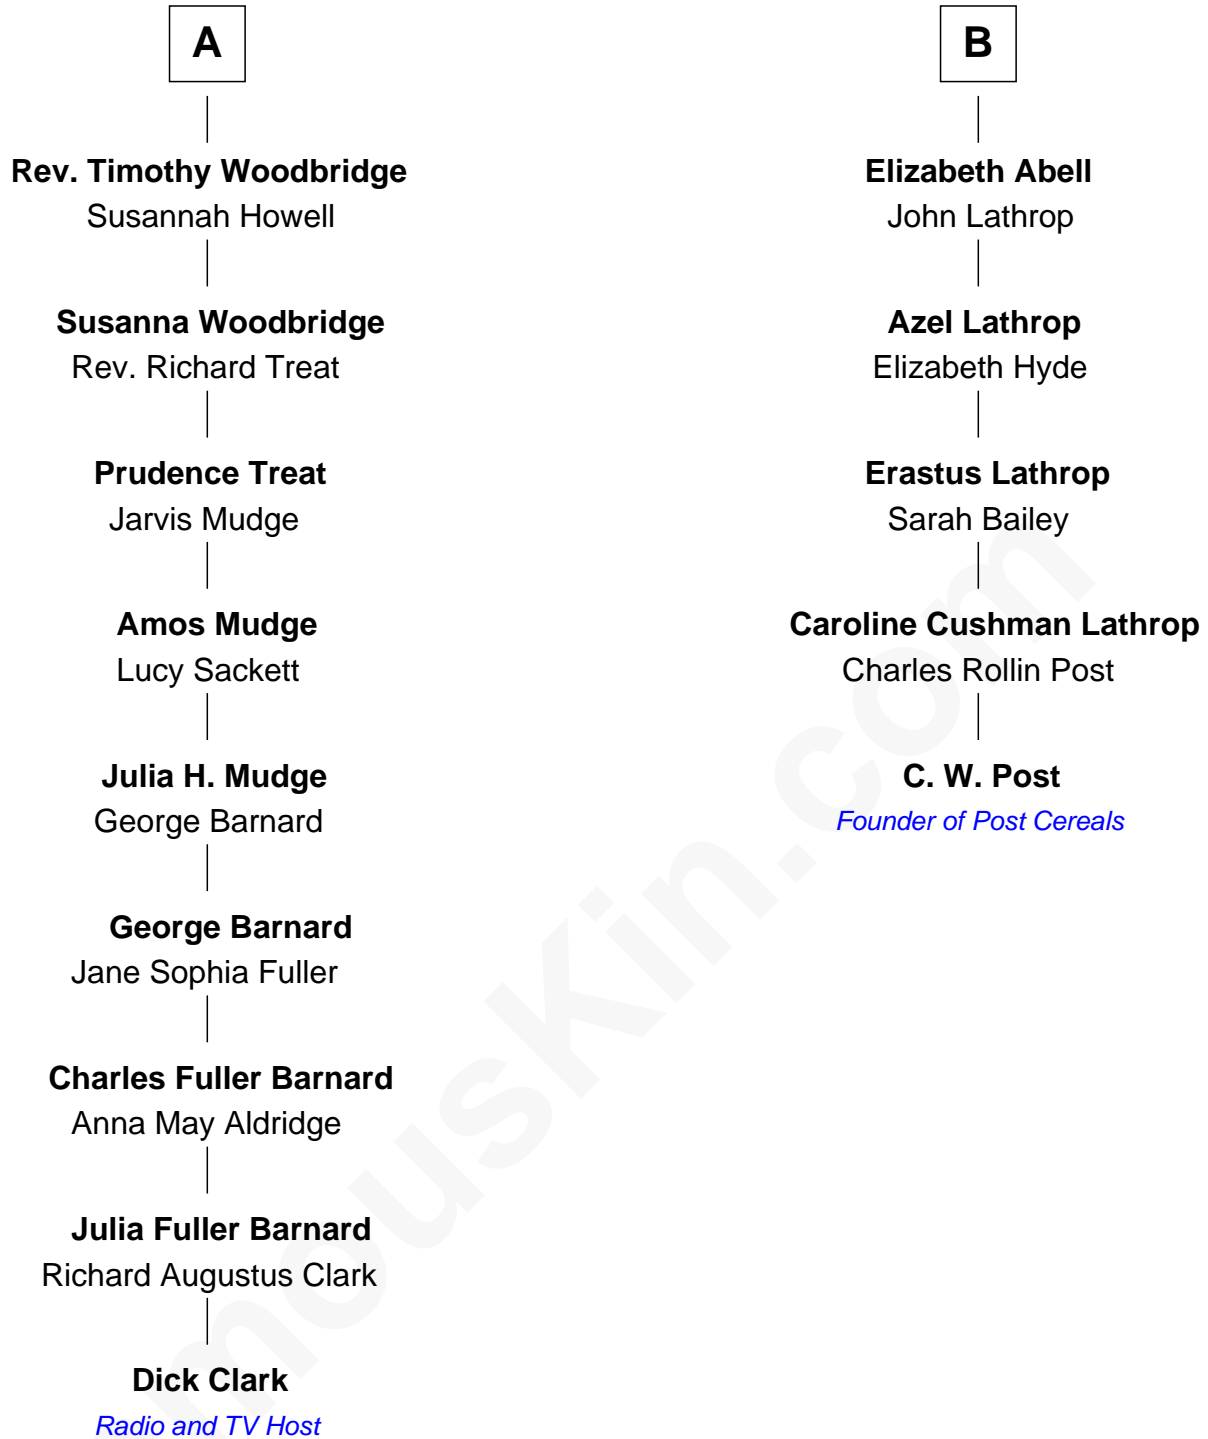 A
Rev. Timothy Woodbridge
Susannah Howell
Susanna Woodbridge
Rev. Richard Treat
Prudence Treat
Jarvis Mudge
Amos Mudge
Lucy Sackett
Julia H. Mudge
George Barnard
George Barnard
Jane Sophia Fuller
Charles Fuller Barnard
Anna May Aldridge
Julia Fuller Barnard
Richard Augustus Clark
Dick Clark
Radio and TV Host
B
Elizabeth Abell
John Lathrop
Azel Lathrop
Elizabeth Hyde
Erastus Lathrop
Sarah Bailey
Caroline Cushman Lathrop
Charles Rollin Post
C. W. Post
Founder of Post Cereals
mousKin.com